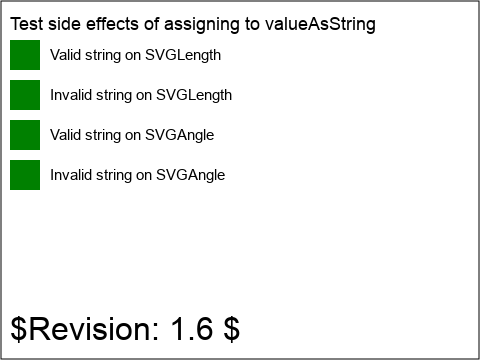 Test side effects of assigning to valueAsString
Valid string on SVGLength
Invalid string on SVGLength
Valid string on SVGAngle
Invalid string on SVGAngle
$Revision: 1.6 $